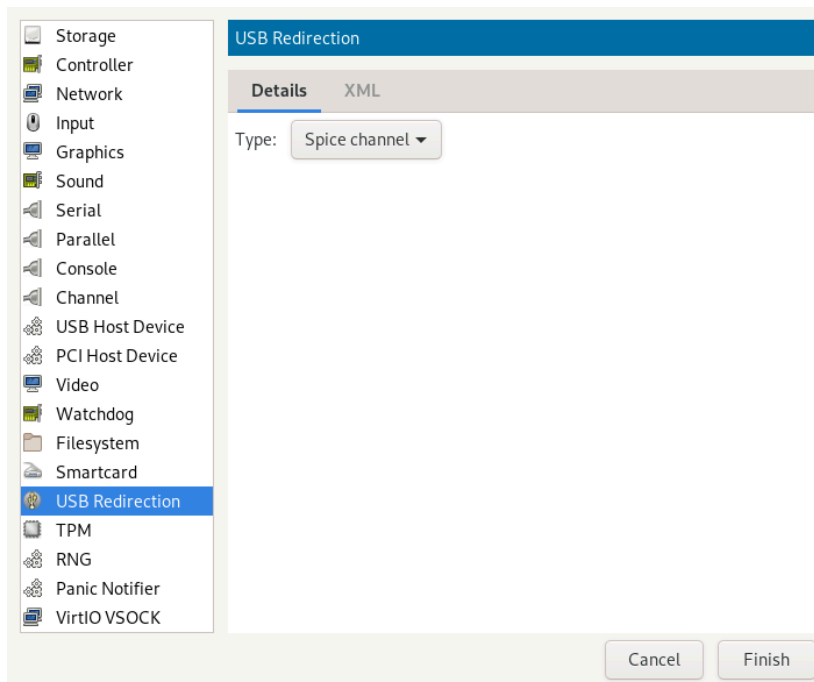 Storage
Controller
Network
Input
Graphics
Sound
Serial
Parallel
Console
Channel
USB Host Device
PCI Host Device
Video
Watchdog
Filesystem
Smartcard
USB Redirection
TPM
RNG
Panic Notifier
VirtIO VSOCK
USB Redirection
Details XML
Type: Spice channel
Cancel Finish